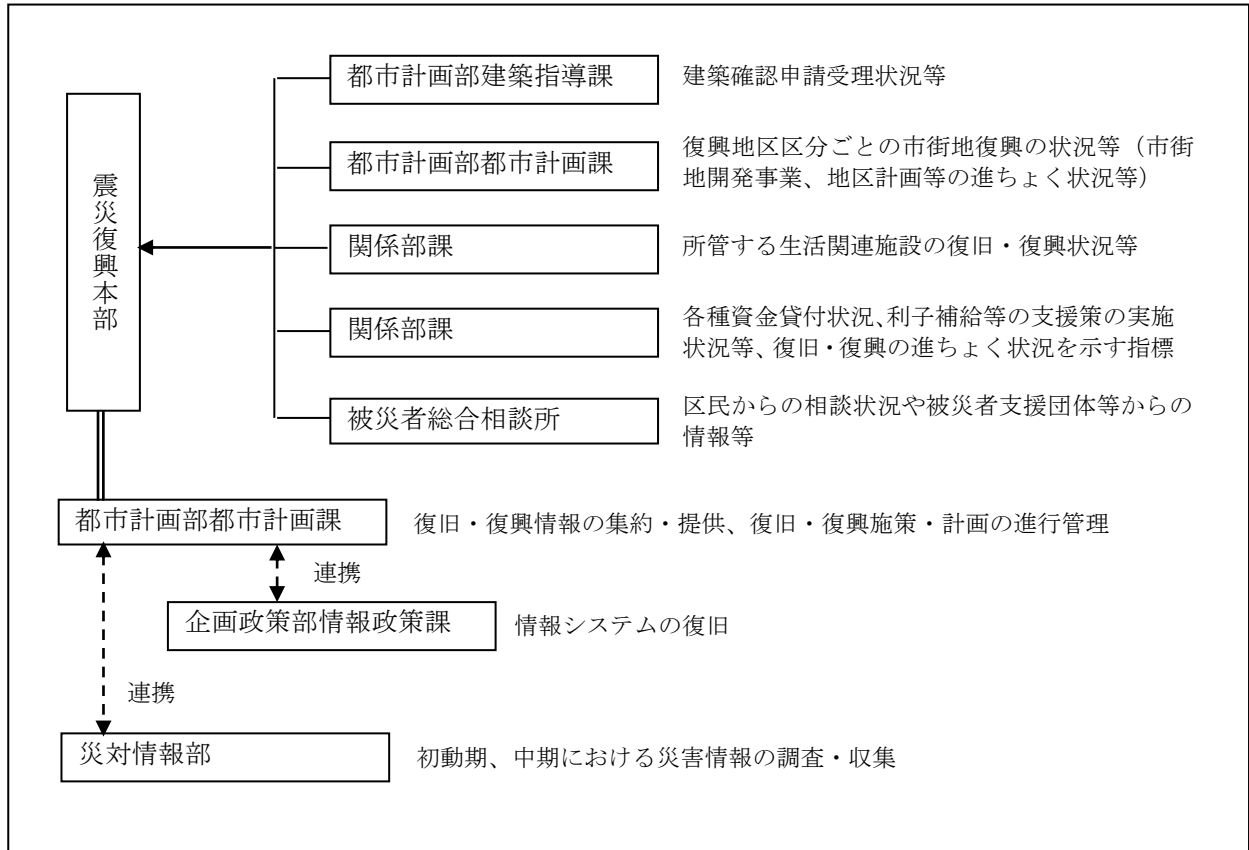 都市計画部建築指導課
建築確認申請受理状況等
都市計画部都市計画課
復興地区区分ごとの市街地復興の状況等（市街
地開発事業、地区計画等の進ちょく状況等）
震災復興本部
関係部課
所管する生活関連施設の復旧・復興状況等
関係部課
各種資金貸付状況、利子補給等の支援策の実施
状況等、復旧・復興の進ちょく状況を示す指標
被災者総合相談所
区民からの相談状況や被災者支援団体等からの
情報等
都市計画部都市計画課
復旧・復興情報の集約・提供、復旧・復興施策・計画の進行管理
連携
企画政策部情報政策課
情報システムの復旧
連携
災対情報部
初動期、中期における災害情報の調査・収集